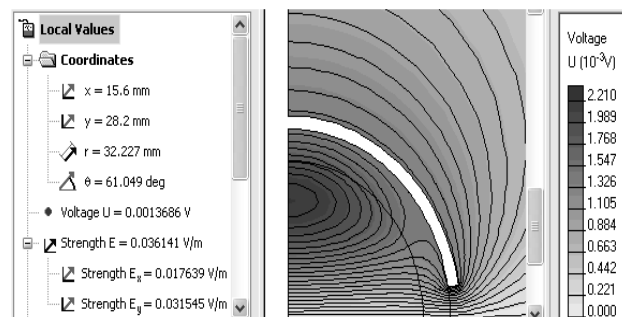 Local Values
Coordinates
x = 15.6 mm
y = 28.2 mm
r = 32.227 mm
θ = 61.049 deg
Voltage U = 0.0013686 V
Strength E = 0.036141 V/m
Strength Ex = 0.017639 V/m
Strength Ey = 0.031545 V/m
Voltage
U (10⁻³V)
2.210
1.989
1.768
1.547
1.326
1.105
0.884
0.663
0.442
0.221
0.000